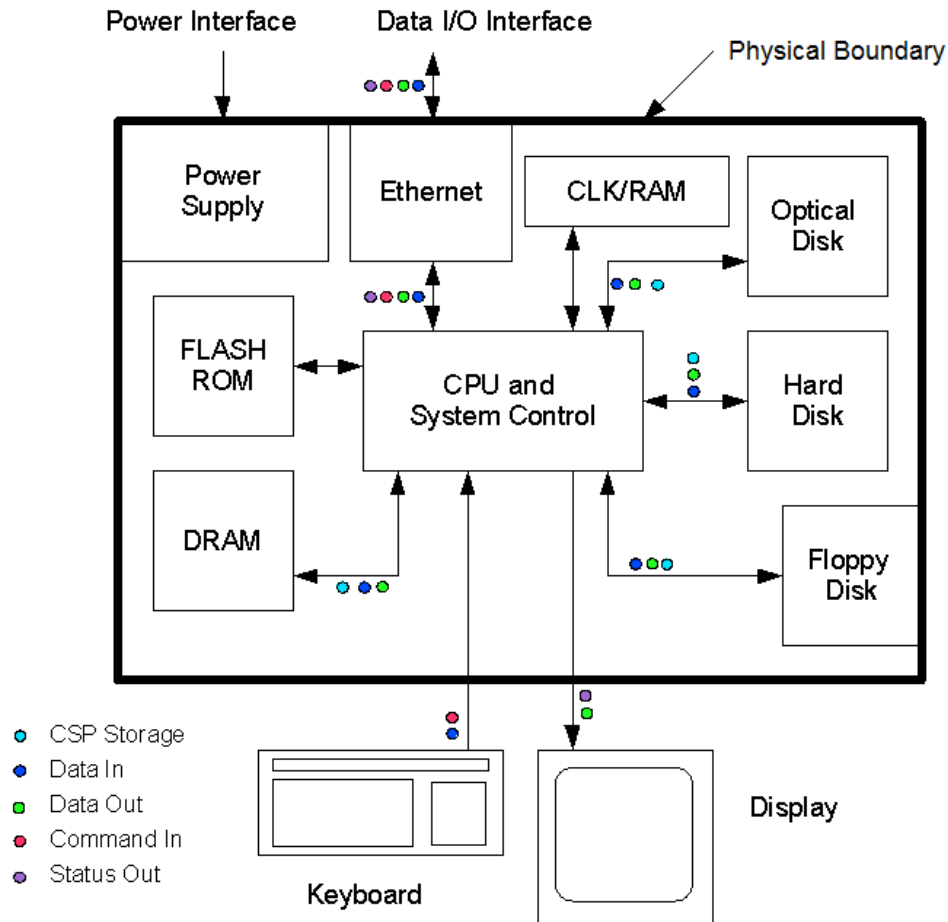 Power Interface
Data I/O Interface
Physical Boundary
Power
Supply
Ethernet
CLK/RAM
Optical
Disk
FLASH
ROM
CPU and
System Control
Hard
Disk
DRAM
Floppy
Disk
CSP Storage
Data In
Data Out
Command In
Status Out
Keyboard
Display